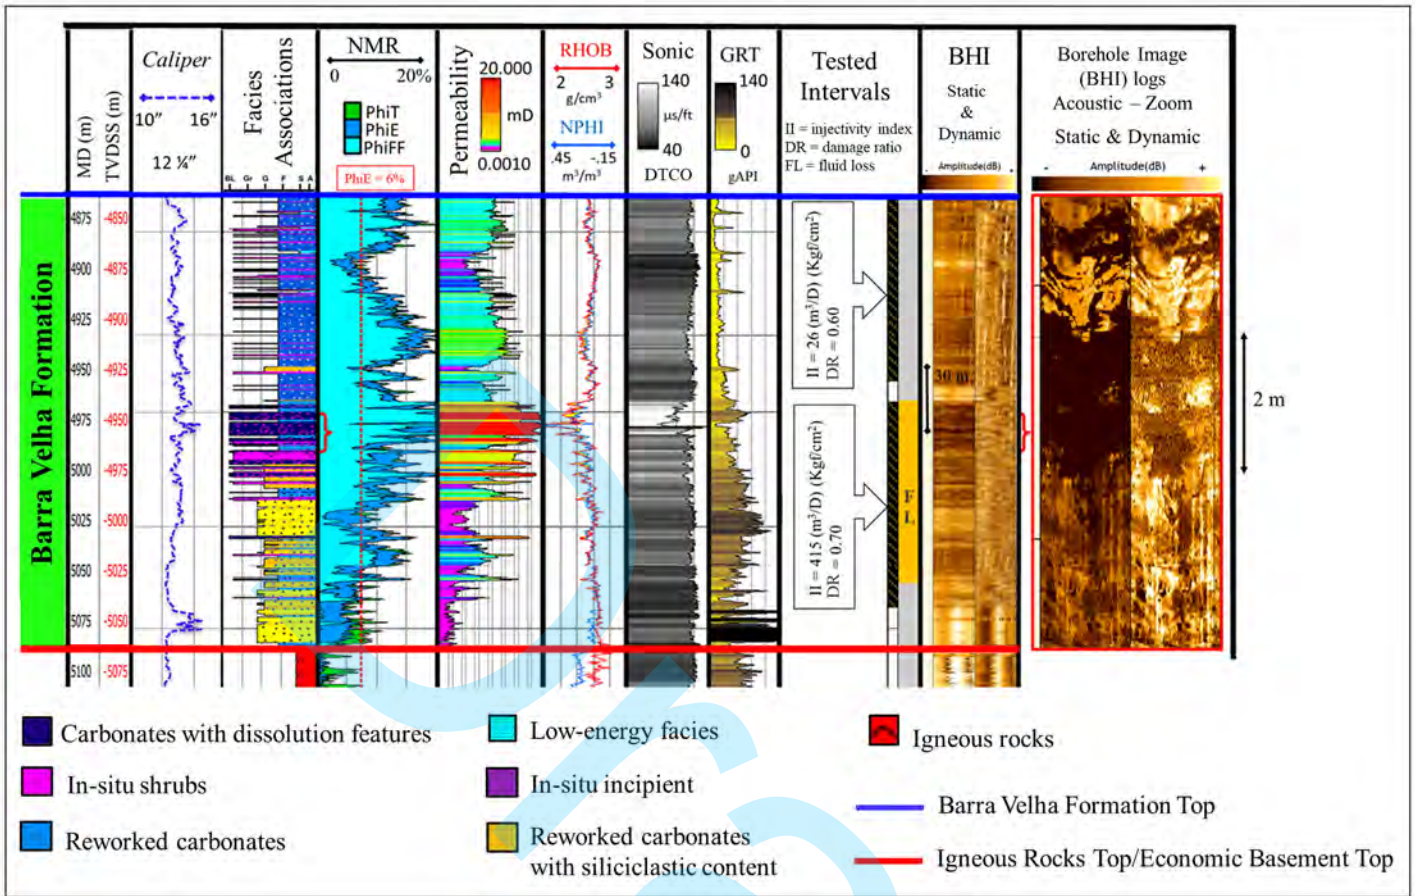 MD (m)
TVDSS (m)
Caliper
10” 16”
12 ¼”
Facies
Associations
BL Gr G F S A
NMR
0 20%
PhiT
PhiE
PhiFF
PhiE = 6%
Permeability
20.000
mD
0.0010
RHOB
2 3
g/cm³
NPHI
.45 -.15
m³/m³
Sonic
140
µs/ft
40
DTCO
GRT
140
0
gAPI
Tested
Intervals
II = injectivity index
DR = damage ratio
FL = fluid loss
BHI
Static
&
Dynamic
Amplitude(dB)
Borehole Image
(BHI) logs
Acoustic – Zoom
Static & Dynamic
- Amplitude(dB) +
Barra Velha Formation
4875 -4850
4900 -4875
4925 -4900
4950 -4925
4975 -4950
5000 -4975
5025 -5000
5050 -5025
5075 -5050
5100 -5075
II = 26 (m³/D) (Kgf/cm²)
DR = 0.60
II = 415 (m³/D) (Kgf/cm²)
DR = 0.70
F
L
30 m
2 m
Carbonates with dissolution features
In-situ shrubs
Reworked carbonates
Low-energy facies
In-situ incipient
Reworked carbonates
with siliciclastic content
Igneous rocks
Barra Velha Formation Top
Igneous Rocks Top/Economic Basement Top